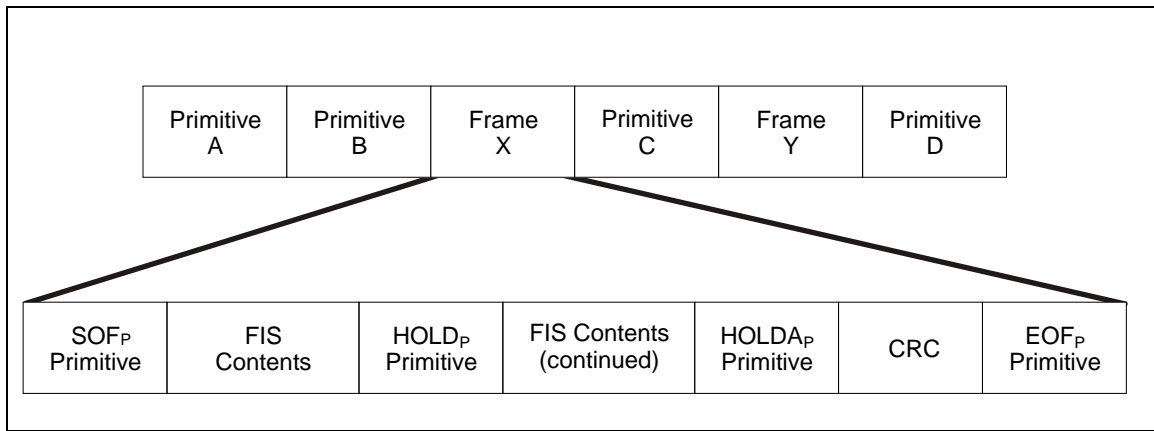 Primitive
A
Primitive
B
Frame
X
Primitive
C
Frame
Y
Primitive
D
SOFP
Primitive
FIS
Contents
HOLDP
Primitive
FIS Contents
(continued)
HOLDAP
Primitive
CRC
EOFP
Primitive